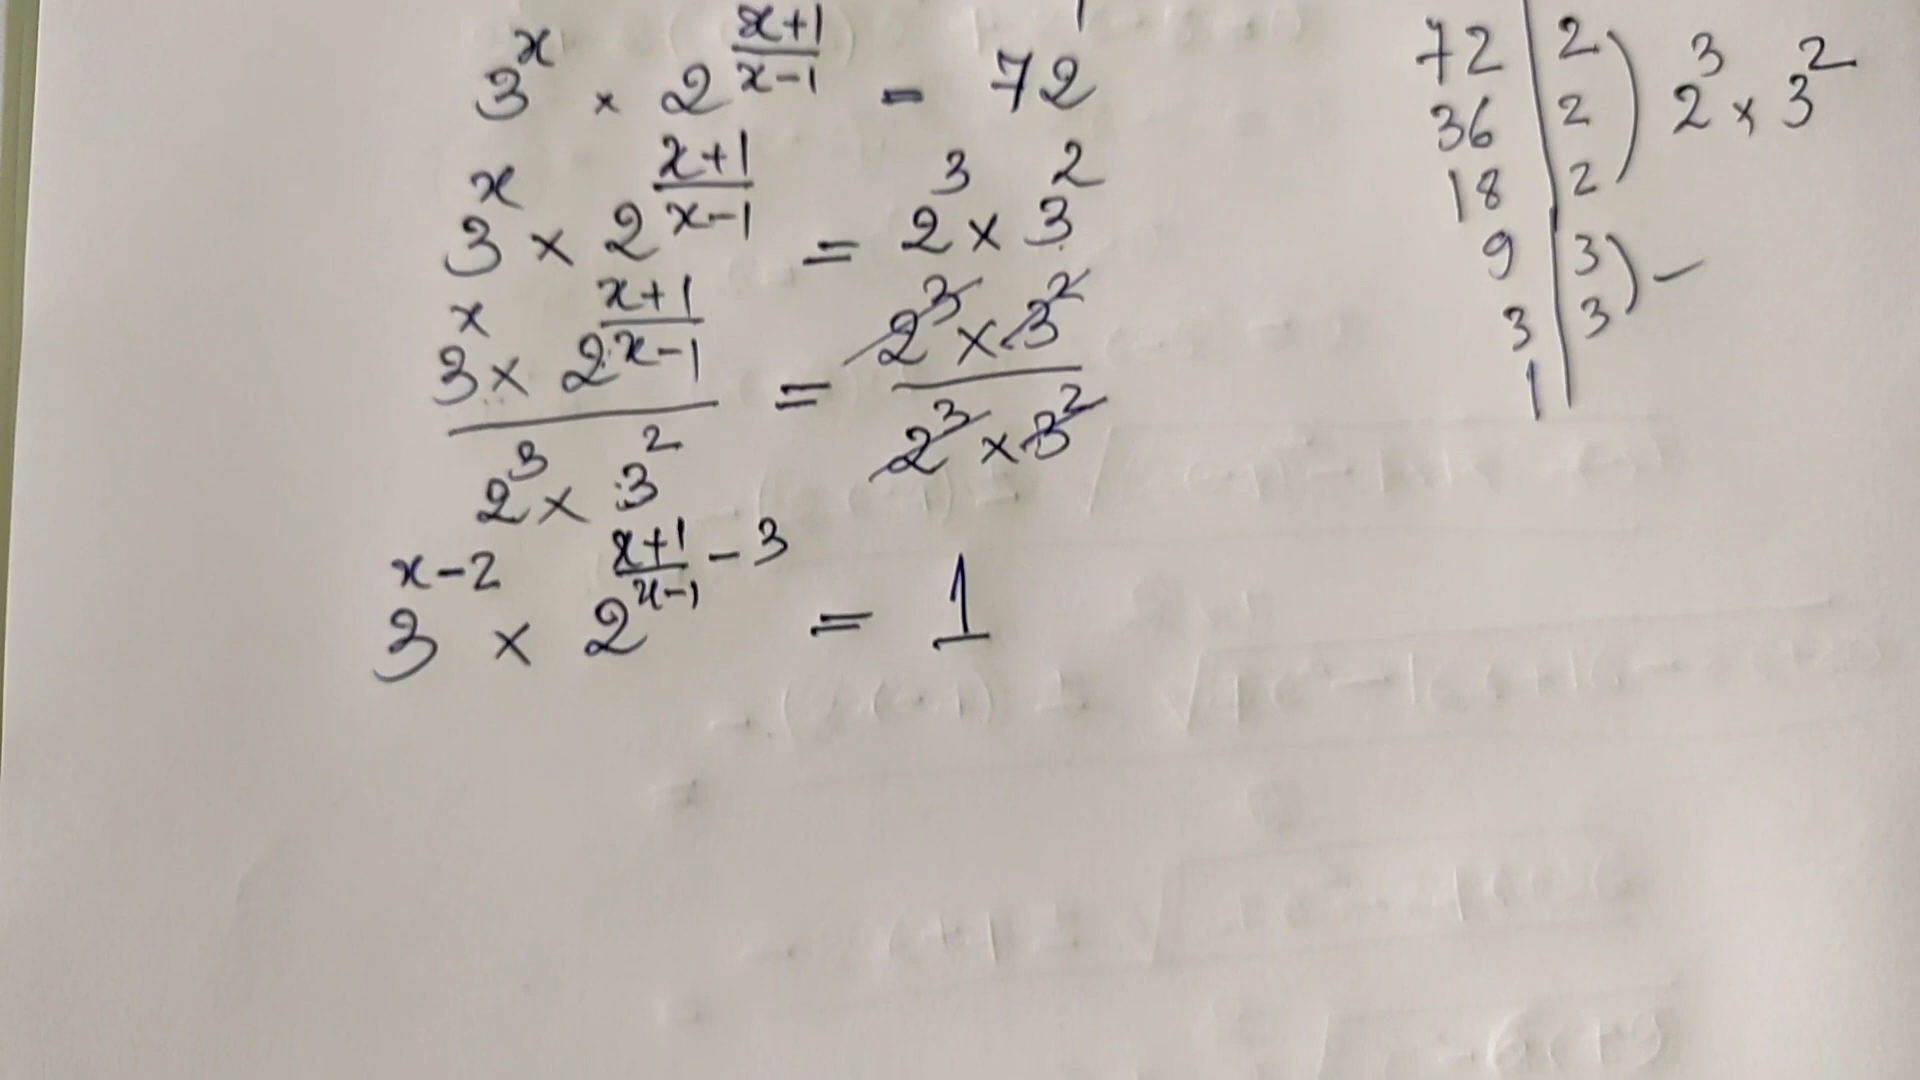 3^x × 2^((x+1)/(x-1)) = 72
3^x × 2^((x+1)/(x-1)) = 2^3 × 3^2
(3^x × 2^((x+1)/(x-1)))/(2^3 × 3^2) = (2^3 × 3^2)/(2^3 × 3^2)
3^(x-2) × 2^((x+1)/(x-1) - 3) = 1
72 | 2
36 | 2 ) 2^3 × 3^2
18 | 2
9 | 3 ) -
3 | 3
1 |